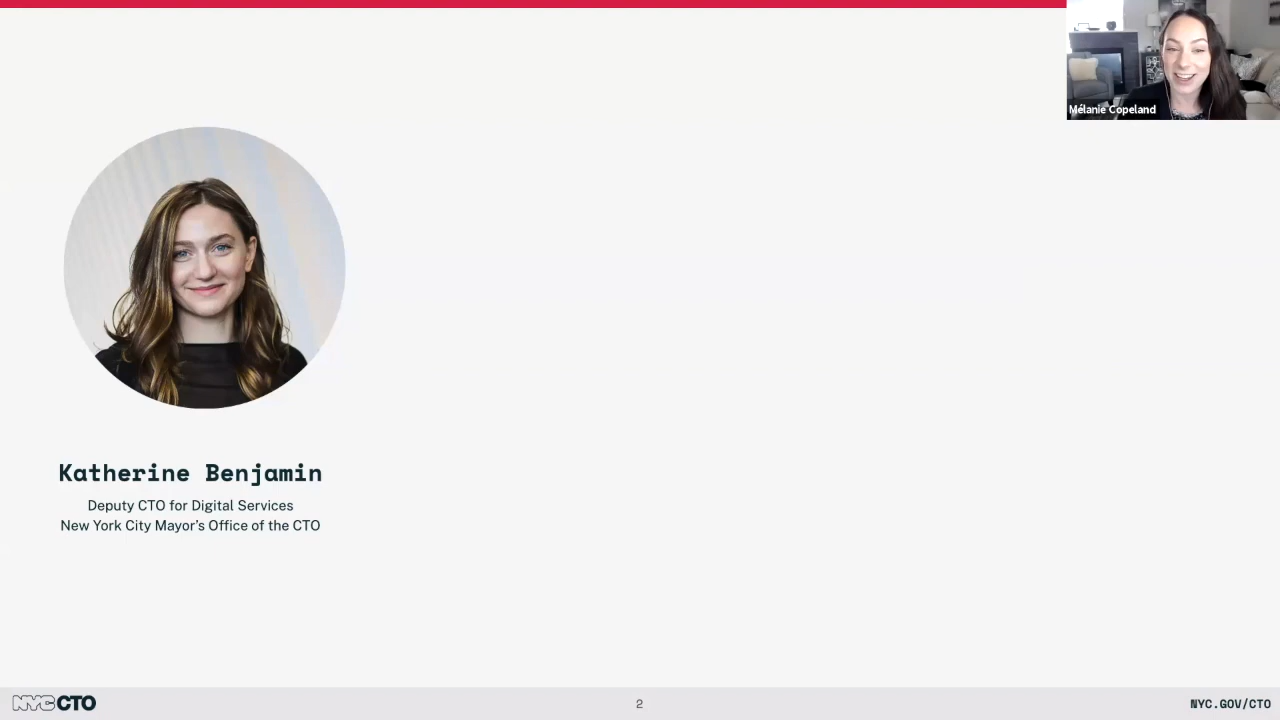 Mélanie Copeland
Katherine Benjamin
Deputy CTO for Digital Services
New York City Mayor’s Office of the CTO
NYC CTO
2
NYC.GOV/CTO